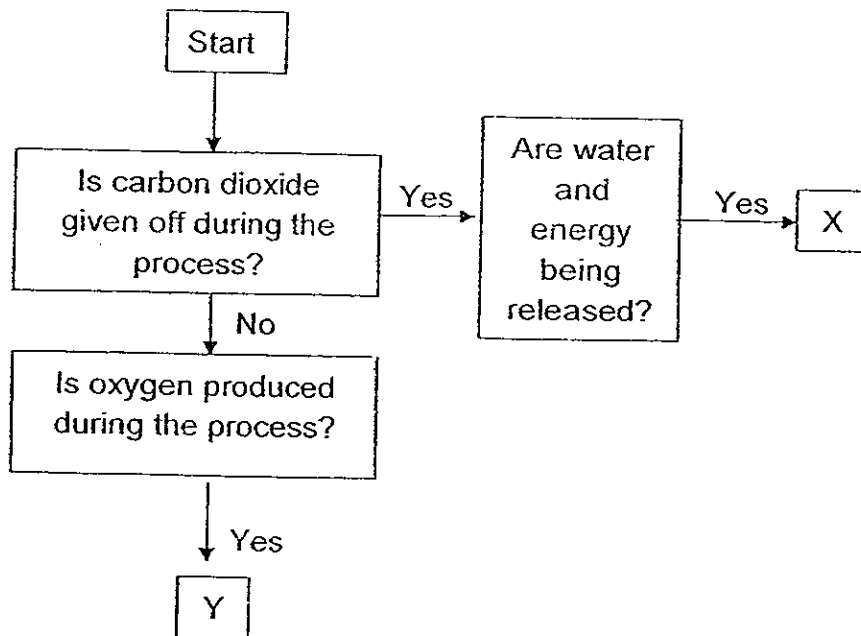 Start
Is carbon dioxide
given off during the
process?
Yes
Are water
and
energy
being
released?
Yes
X
No
Is oxygen produced
during the process?
Yes
Y